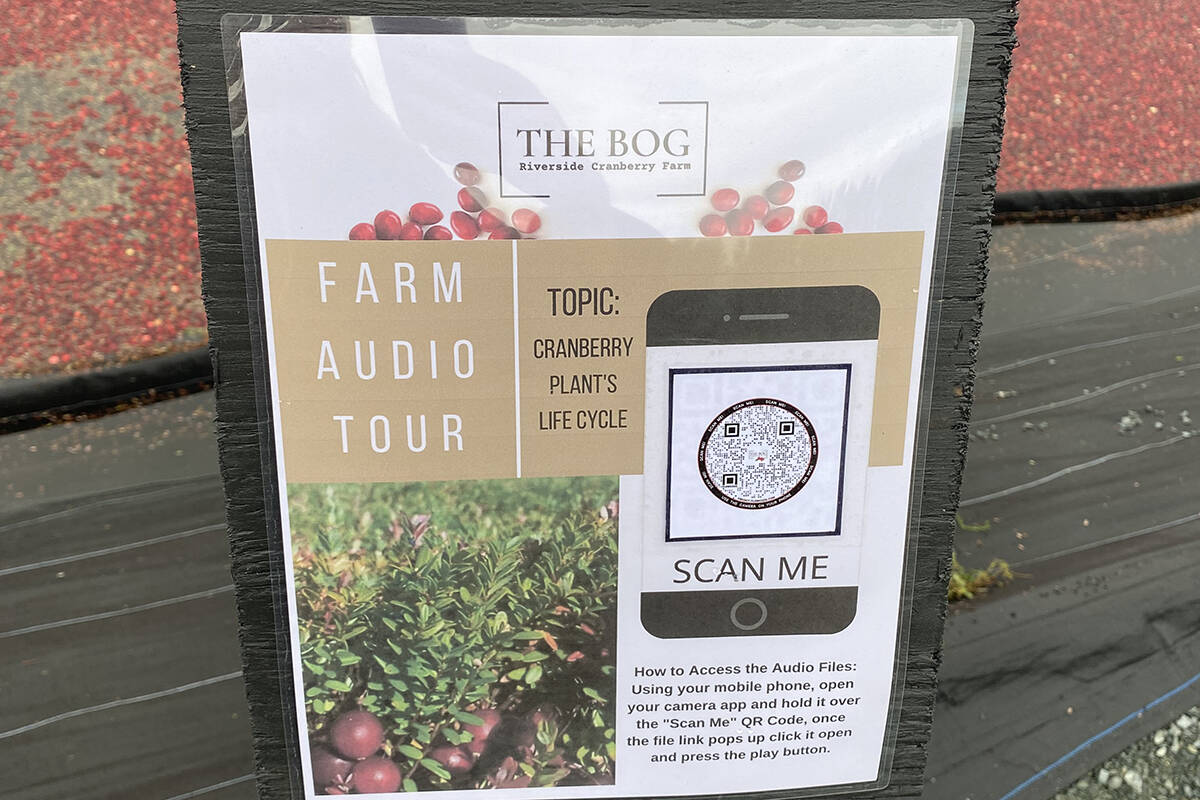 THE BOG
Riverside Cranberry Farm
FARM
AUDIO
TOUR
TOPIC:
CRANBERRY
PLANT'S
LIFE CYCLE
SCAN ME
How to Access the Audio Files:
Using your mobile phone, open
your camera app and hold it over
the "Scan Me" QR Code, once
the file link pops up click it open
and press the play button.